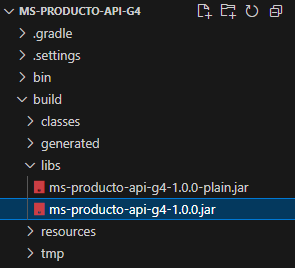 MS-PRODUCTO-API-G4
.gradle
.settings
bin
build
classes
generated
libs
ms-producto-api-g4-1.0.0-plain.jar
ms-producto-api-g4-1.0.0.jar
resources
tmp